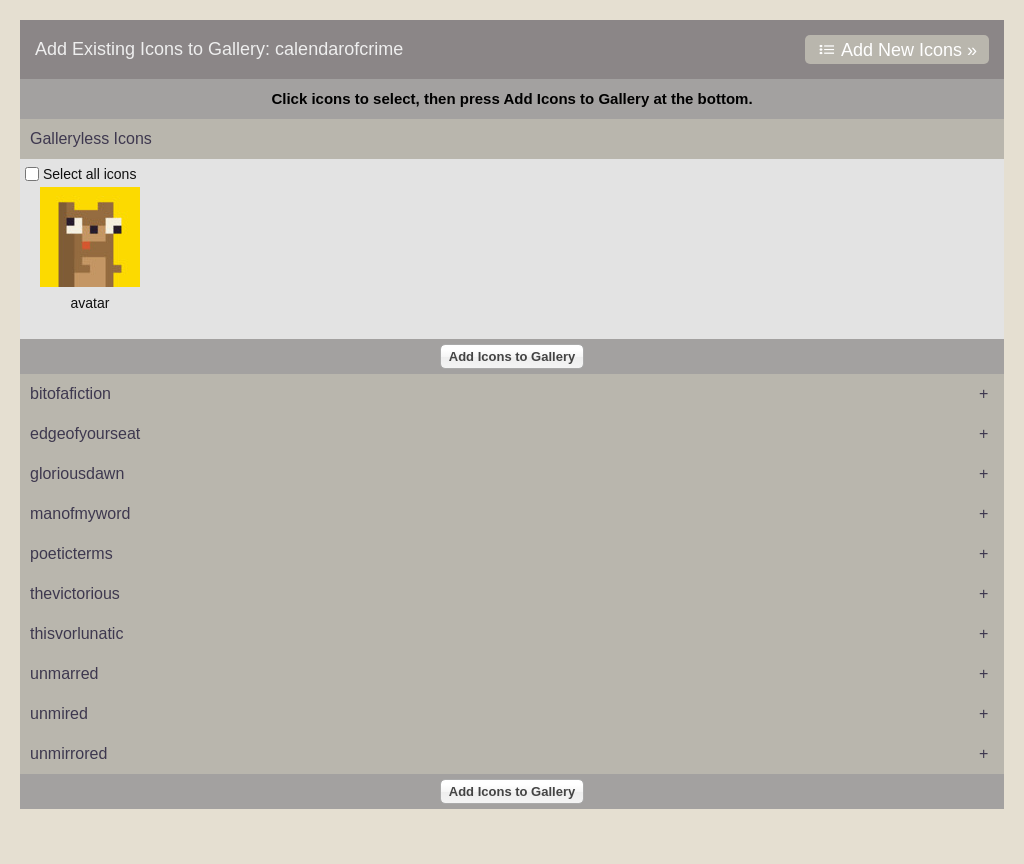 Add Existing Icons to Gallery: calendarofcrime
Add New Icons »
Click icons to select, then press Add Icons to Gallery at the bottom.
Galleryless Icons
Select all icons
avatar
Add Icons to Gallery
bitofafiction +
edgeofyourseat +
gloriousdawn +
manofmyword +
poeticterms +
thevictorious +
thisvorlunatic +
unmarred +
unmired +
unmirrored +
Add Icons to Gallery